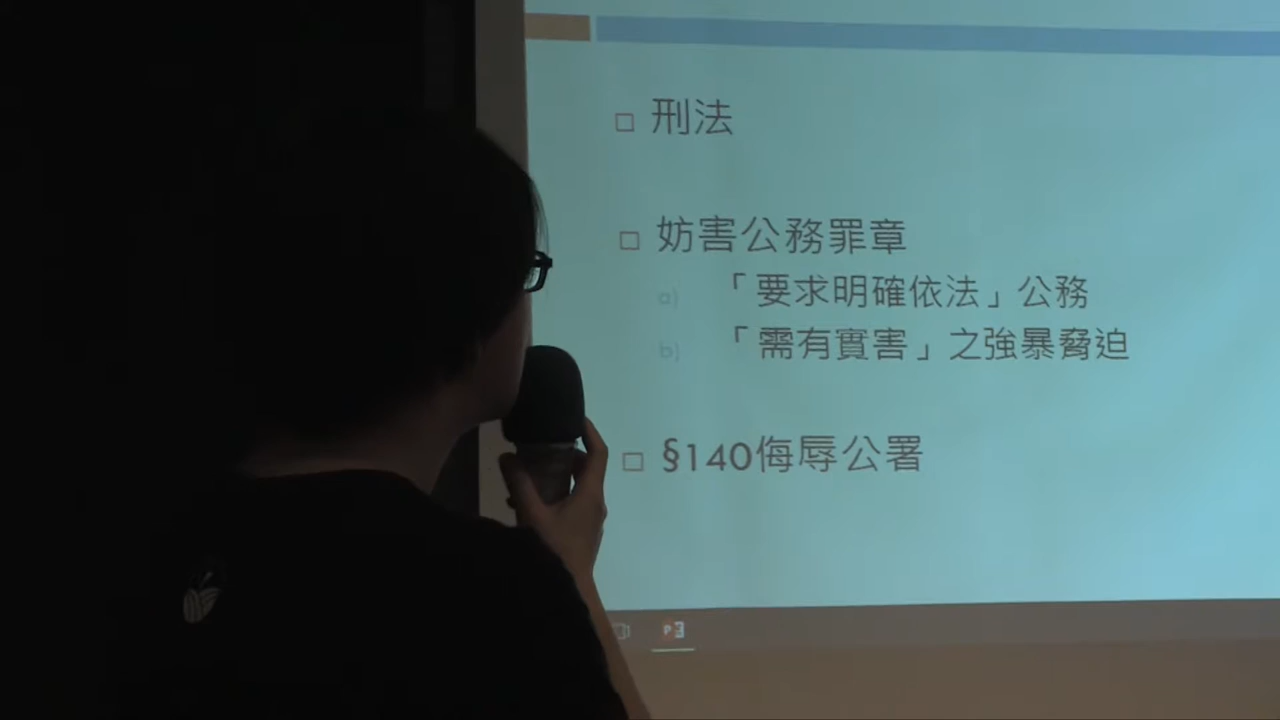 刑法
妨害公務罪章
a) 「要求明確依法」公務
b) 「需有實害」之強暴脅迫
§140侮辱公署